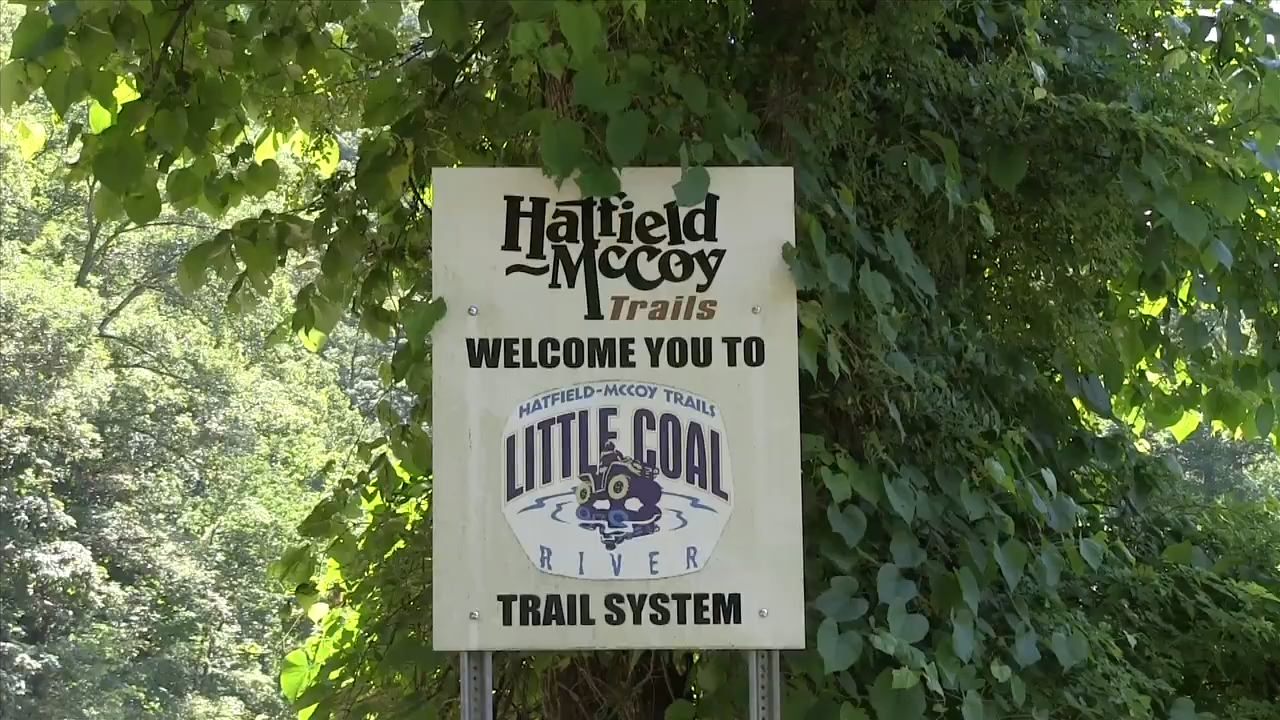 Hatfield
~McCoy
Trails
WELCOME YOU TO
HATFIELD-MCCOY TRAILS
LITTLE COAL
RIVER
TRAIL SYSTEM